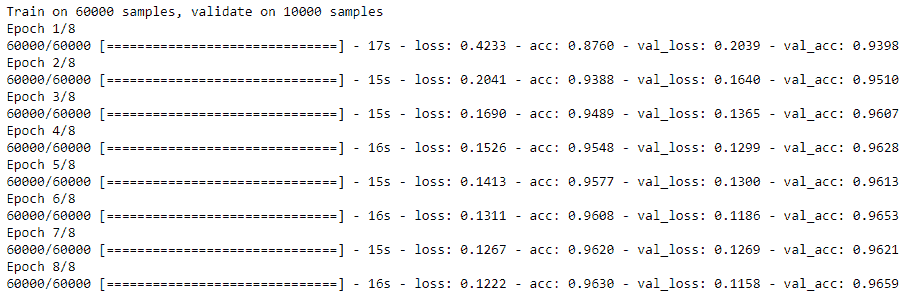 Train on 60000 samples, validate on 10000 samples
Epoch 1/8
60000/60000 [==============================] - 17s - loss: 0.4233 - acc: 0.8760 - val_loss: 0.2039 - val_acc: 0.9398
Epoch 2/8
60000/60000 [==============================] - 15s - loss: 0.2041 - acc: 0.9388 - val_loss: 0.1640 - val_acc: 0.9510
Epoch 3/8
60000/60000 [==============================] - 15s - loss: 0.1690 - acc: 0.9489 - val_loss: 0.1365 - val_acc: 0.9607
Epoch 4/8
60000/60000 [==============================] - 16s - loss: 0.1526 - acc: 0.9548 - val_loss: 0.1299 - val_acc: 0.9628
Epoch 5/8
60000/60000 [==============================] - 15s - loss: 0.1413 - acc: 0.9577 - val_loss: 0.1300 - val_acc: 0.9613
Epoch 6/8
60000/60000 [==============================] - 16s - loss: 0.1311 - acc: 0.9608 - val_loss: 0.1186 - val_acc: 0.9653
Epoch 7/8
60000/60000 [==============================] - 15s - loss: 0.1267 - acc: 0.9620 - val_loss: 0.1269 - val_acc: 0.9621
Epoch 8/8
60000/60000 [==============================] - 16s - loss: 0.1222 - acc: 0.9630 - val_loss: 0.1158 - val_acc: 0.9659